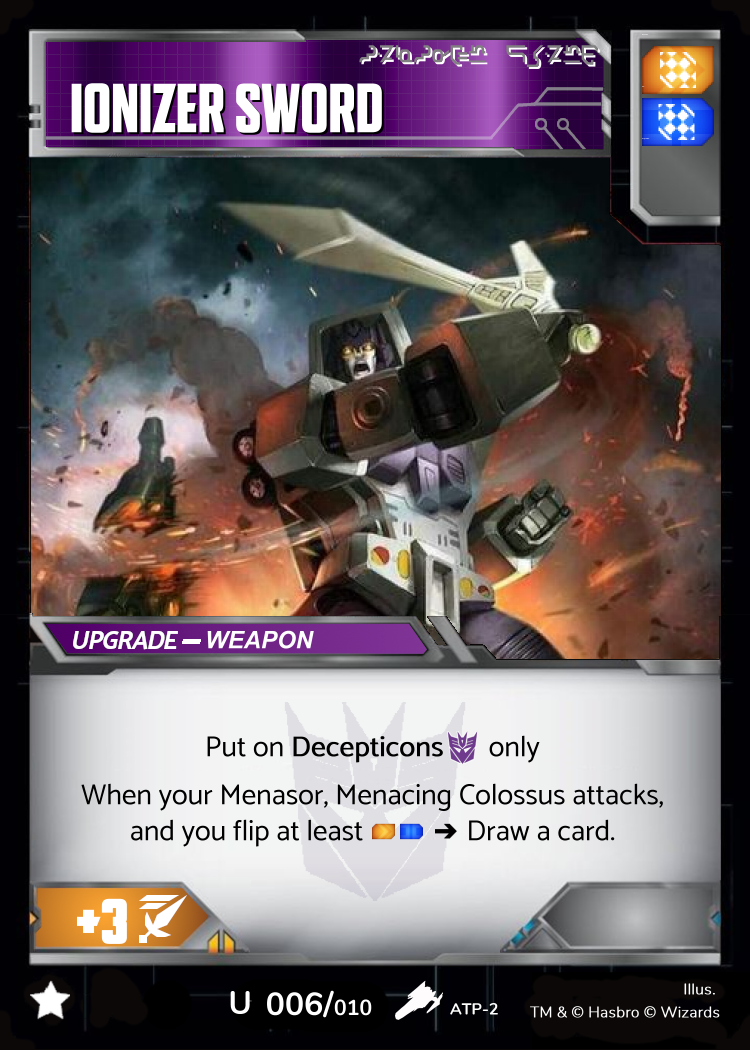 IONIZER SWORD
UPGRADE — WEAPON
Put on Decepticons only
When your Menasor, Menacing Colossus attacks,
and you flip at least ➔ Draw a card.
+3
U 006/010 ATP-2
Illus.
TM & © Hasbro © Wizards